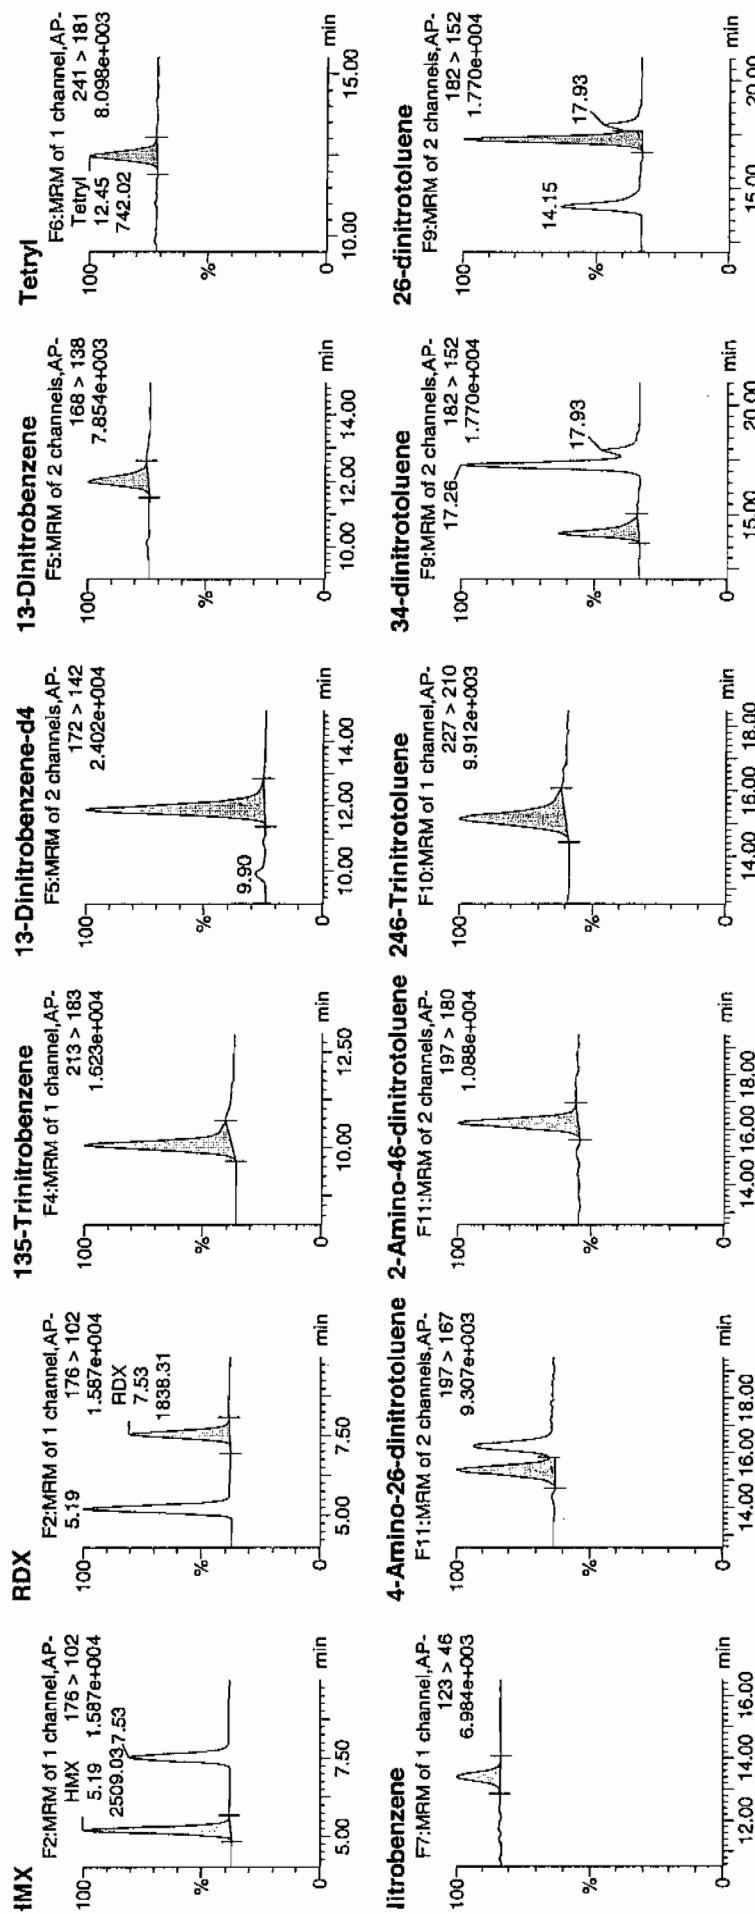 HMX
F2:MRM of 1 channel,AP-
176 > 102
1.587e+004
HMX
5.19
2509.03
7.53
100
%
0
5.00 7.50 min
RDX
F2:MRM of 1 channel,AP-
176 > 102
1.587e+004
5.19
RDX
7.53
1838.31
100
%
0
5.00 7.50 min
135-Trinitrobenzene
F4:MRM of 1 channel,AP-
213 > 183
1.623e+004
100
%
0
10.00 12.50 min
13-Dinitrobenzene-d4
F5:MRM of 2 channels,AP-
172 > 142
2.402e+004
9.90
100
%
0
10.00 12.00 14.00 min
13-Dinitrobenzene
F5:MRM of 2 channels,AP-
168 > 138
7.854e+003
100
%
0
10.00 12.00 14.00 min
Tetryl
F6:MRM of 1 channel,AP-
241 > 181
8.098e+003
Tetryl
12.45
742.02
100
%
0
10.00 15.00 min
itrobenzene
F7:MRM of 1 channel,AP-
123 > 46
6.984e+003
100
%
0
12.00 14.00 16.00 min
4-Amino-26-dinitrotoluene
F11:MRM of 2 channels,AP-
197 > 167
9.307e+003
100
%
0
14.00 16.00 18.00 min
2-Amino-46-dinitrotoluene
F11:MRM of 2 channels,AP-
197 > 180
1.088e+004
100
%
0
14.00 16.00 18.00 min
246-Trinitrotoluene
F10:MRM of 1 channel,AP-
227 > 210
9.912e+003
100
%
0
14.00 16.00 18.00 min
34-dinitrotoluene
F9:MRM of 2 channels,AP-
182 > 152
1.770e+004
17.26
17.93
100
%
0
15.00 20.00 min
26-dinitrotoluene
F9:MRM of 2 channels,AP-
182 > 152
1.770e+004
14.15
17.93
100
%
0
15.00 20.00 min